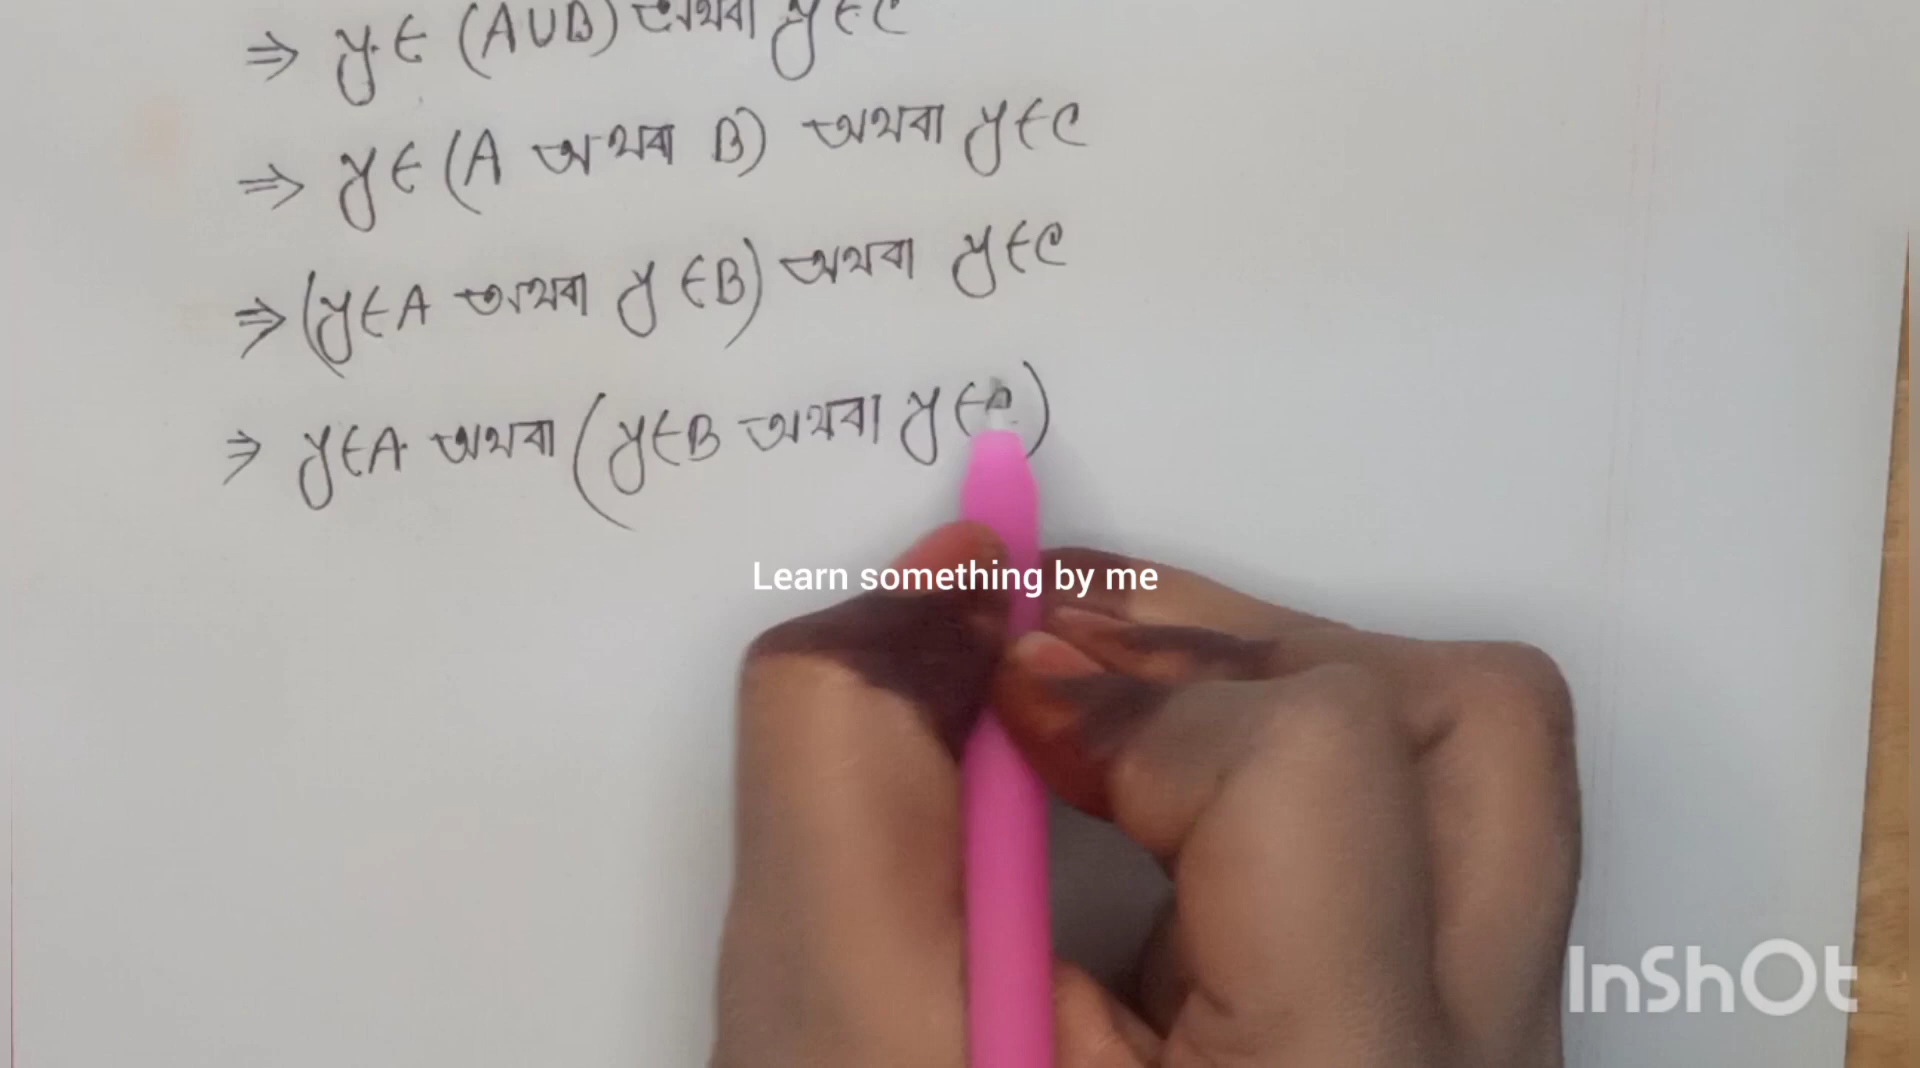 ⇒ y ∈ (A∪B) অথবা y ∈ C
⇒ y ∈ (A অথবা B) অথবা y ∈ C
⇒ (y ∈ A অথবা y ∈ B) অথবা y ∈ C
⇒ y ∈ A অথবা (y ∈ B অথবা y ∈ )
Learn something by me
InShOt